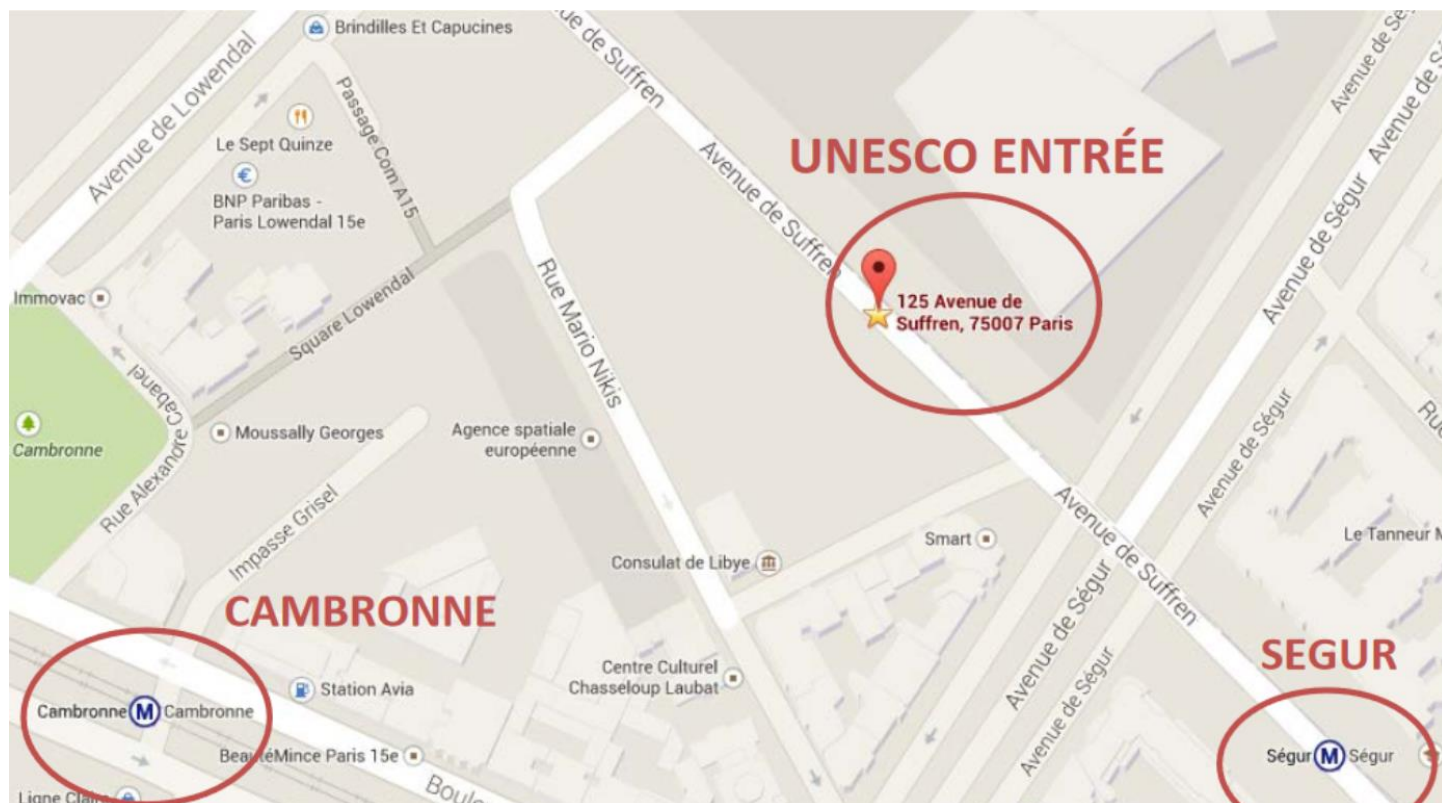 Brindilles Et Capucines
Avenue de Lowendal
Passage Com A15
Le Sept Quinze
BNP Paribas -
Paris Lowendal 15e
de Suffren
Avenue de Suffren
UNESCO ENTRÉE
125 Avenue de
Suffren, 75007 Paris
Avenue de Ségur
Avenue de
Avenue de Ségur
Immovac
Square Lowendal
Rue Mario Nikis
Rue Alexandre Cabanel
Cambronne
Moussally Georges
Agence spatiale
européenne
Impasse Grisel
Avenue de Ségur
Avenue de Suffren
Le Tanneur
Smart
Consulat de Libye
CAMBRONNE
Centre Culturel
Chasseloup Laubat
Avenue de Ségur
Avenue de Ségur
SEGUR
Station Avia
Cambronne M Cambronne
BeautéMince Paris 15e
Ségur M Ségur
Ligne Claire